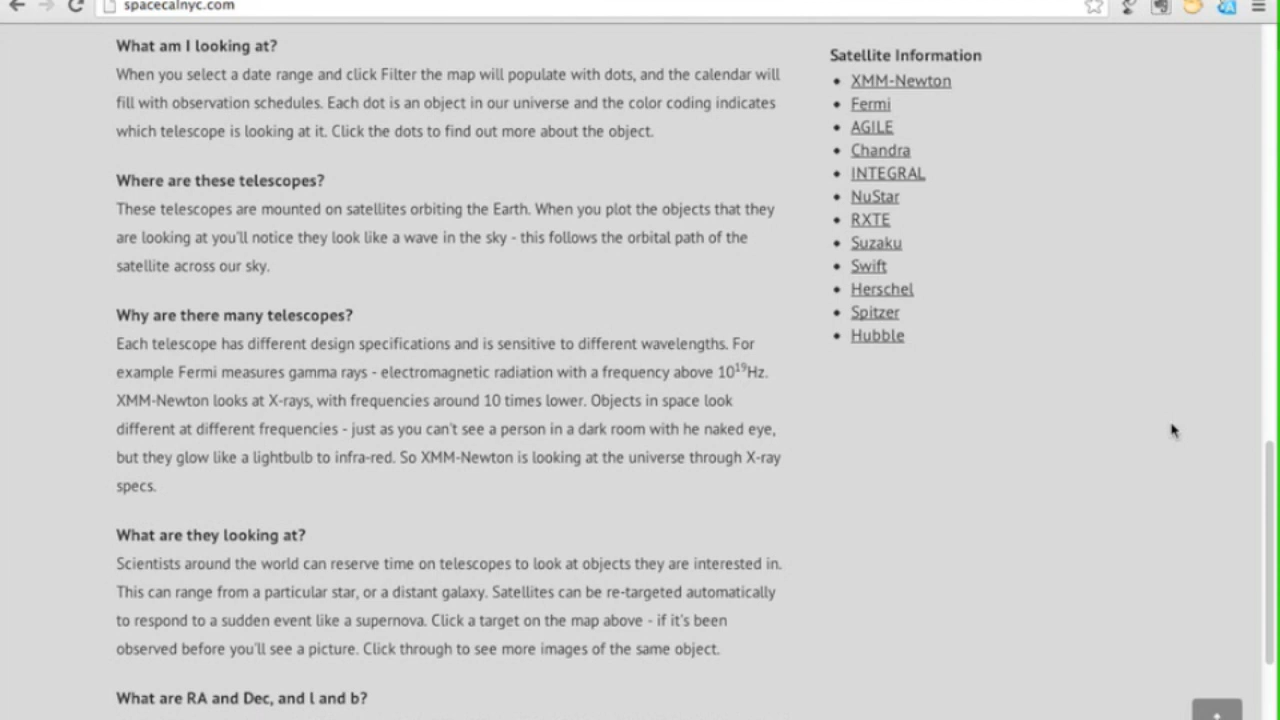 spacecalnyc.com
What am I looking at?
When you select a date range and click Filter the map will populate with dots, and the calendar will
fill with observation schedules. Each dot is an object in our universe and the color coding indicates
which telescope is looking at it. Click the dots to find out more about the object.
Where are these telescopes?
These telescopes are mounted on satellites orbiting the Earth. When you plot the objects that they
are looking at you'll notice they look like a wave in the sky - this follows the orbital path of the
satellite across our sky.
Why are there many telescopes?
Each telescope has different design specifications and is sensitive to different wavelengths. For
example Fermi measures gamma rays - electromagnetic radiation with a frequency above 10¹⁹Hz.
XMM-Newton looks at X-rays, with frequencies around 10 times lower. Objects in space look
different at different frequencies - just as you can't see a person in a dark room with he naked eye,
but they glow like a lightbulb to infra-red. So XMM-Newton is looking at the universe through X-ray
specs.
What are they looking at?
Scientists around the world can reserve time on telescopes to look at objects they are interested in.
This can range from a particular star, or a distant galaxy. Satellites can be re-targeted automatically
to respond to a sudden event like a supernova. Click a target on the map above - if it's been
observed before you'll see a picture. Click through to see more images of the same object.
What are RA and Dec, and l and b?
Satellite Information
XMM-Newton
Fermi
AGILE
Chandra
INTEGRAL
NuStar
RXTE
Suzaku
Swift
Herschel
Spitzer
Hubble